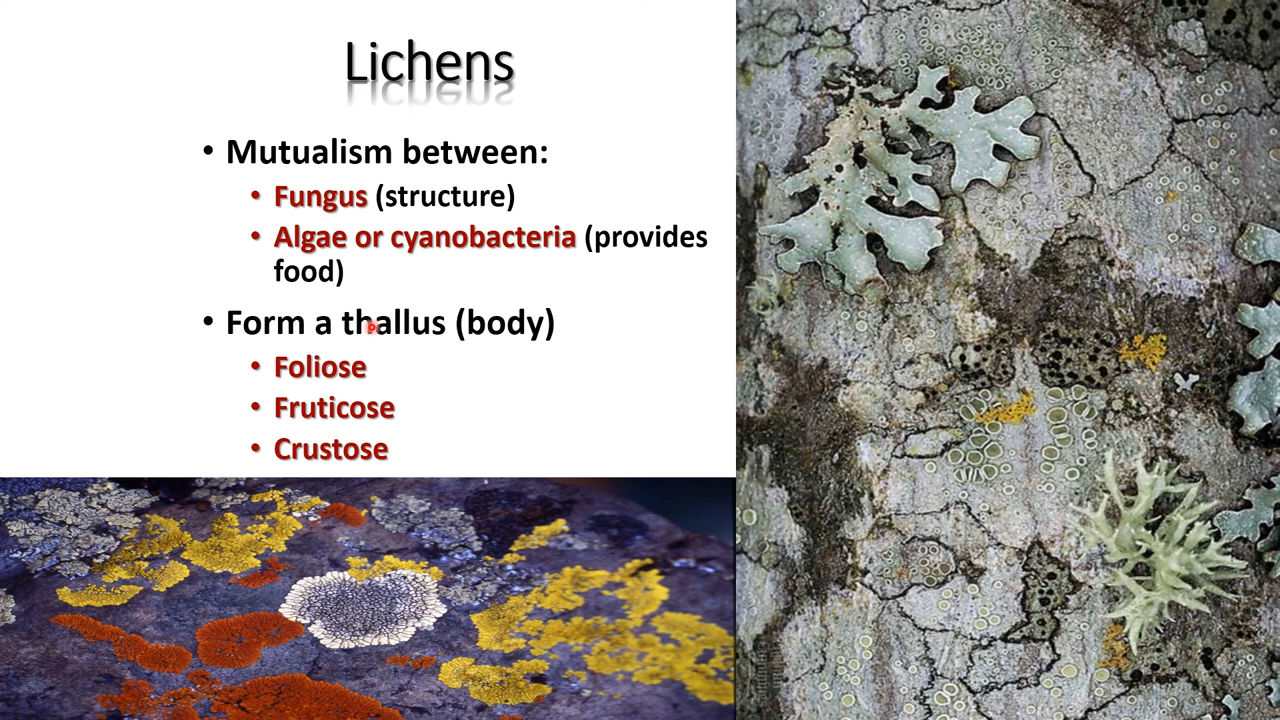 Lichens
• Mutualism between:
• Fungus (structure)
• Algae or cyanobacteria (provides
food)
• Form a thallus (body)
• Foliose
• Fruticose
• Crustose